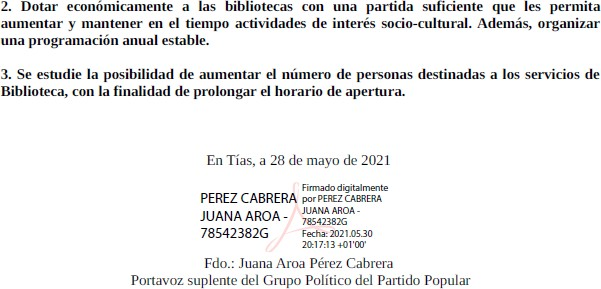 2. Dotar económicamente a las bibliotecas con una partida suficiente que les permita
aumentar y mantener en el tiempo actividades de interés socio-cultural. Además, organizar
una programación anual estable.
3. Se estudie la posibilidad de aumentar el número de personas destinadas a los servicios de
Biblioteca, con la finalidad de prolongar el horario de apertura.
En Tías, a 28 de mayo de 2021
PEREZ CABRERA
JUANA AROA -
78542382G
Firmado digitalmente
por PEREZ CABRERA
JUANA AROA -
78542382G
Fecha: 2021.05.30
20:17:13 +01'00'
Fdo.: Juana Aroa Pérez Cabrera
Portavoz suplente del Grupo Político del Partido Popular